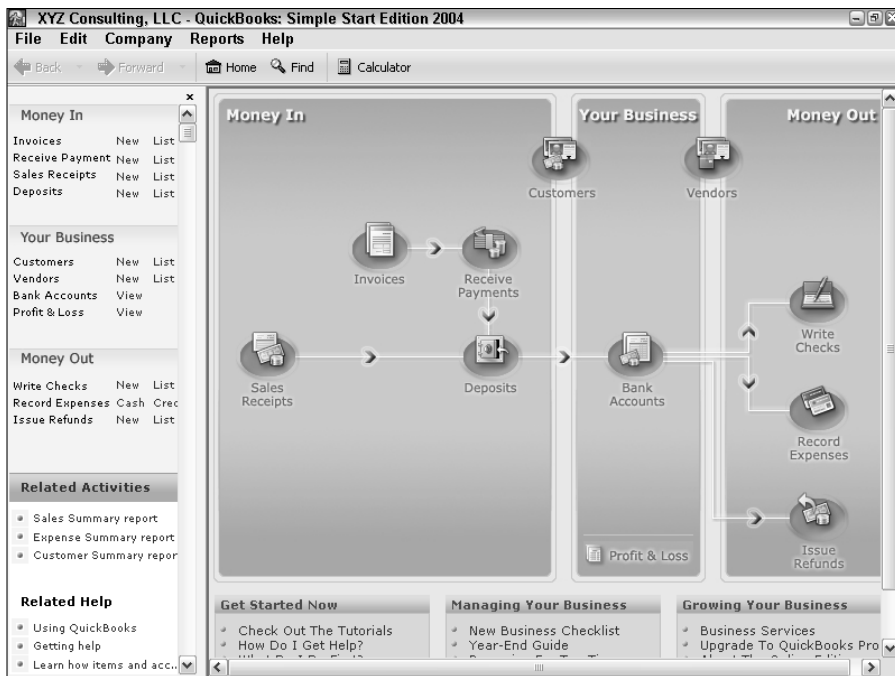 XYZ Consulting, LLC - QuickBooks: Simple Start Edition 2004
File Edit Company Reports Help
Back Forward Home Find Calculator
Money In
Invoices New List
Receive Payment New List
Sales Receipts New List
Deposits New List
Your Business
Customers New List
Vendors New List
Bank Accounts View
Profit & Loss View
Money Out
Write Checks New List
Record Expenses Cash Cred
Issue Refunds New List
Related Activities
Sales Summary report
Expense Summary report
Customer Summary repor
Related Help
Using QuickBooks
Getting help
Learn how items and acc..
Money In
Your Business
Money Out
Customers
Vendors
Invoices
Receive
Payments
Write
Checks
Sales
Receipts
Deposits
Bank
Accounts
Record
Expenses
Issue
Refunds
Profit & Loss
Get Started Now
Check Out The Tutorials
How Do I Get Help?
What Do I Do First?
Managing Your Business
New Business Checklist
Year-End Guide
Growing Your Business
Business Services
Upgrade To QuickBooks Pro